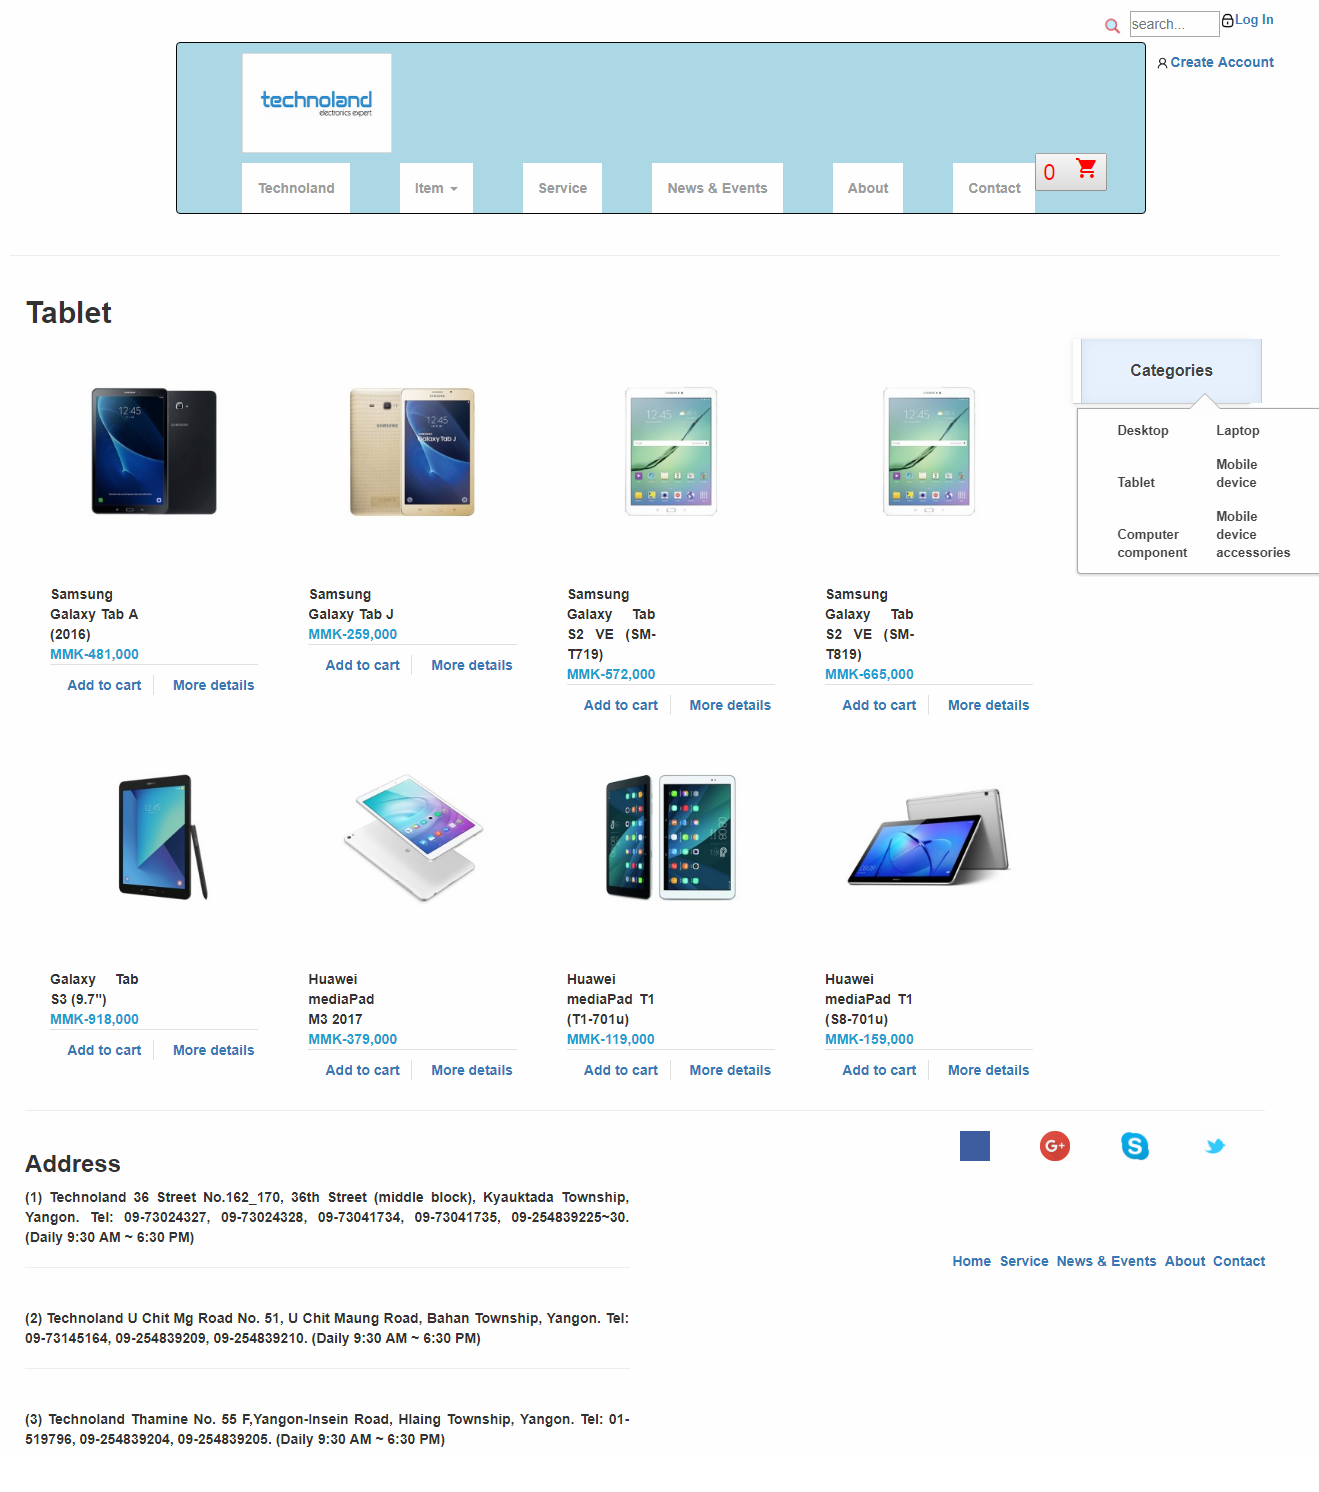 search...
Log In
Create Account
technoland
electronics expert
Technoland
Item
Service
News & Events
About
Contact
0
Tablet
Categories
Desktop
Laptop
Tablet
Mobile
device
Computer
component
Mobile
device
accessories
Samsung
Galaxy Tab A
(2016)
MMK-481,000
Add to cart
More details
Samsung
Galaxy Tab J
MMK-259,000
Add to cart
More details
Samsung
Galaxy Tab
S2 VE (SM-
T719)
MMK-572,000
Add to cart
More details
Samsung
Galaxy Tab
S2 VE (SM-
T819)
MMK-665,000
Add to cart
More details
Galaxy Tab
S3 (9.7")
MMK-918,000
Add to cart
More details
Huawei
mediaPad
M3 2017
MMK-379,000
Add to cart
More details
Huawei
mediaPad T1
(T1-701u)
MMK-119,000
Add to cart
More details
Huawei
mediaPad T1
(S8-701u)
MMK-159,000
Add to cart
More details
Address
(1) Technoland 36 Street No.162_170, 36th Street (middle block), Kyauktada Township,
Yangon. Tel: 09-73024327, 09-73024328, 09-73041734, 09-73041735, 09-254839225~30.
(Daily 9:30 AM ~ 6:30 PM)
(2) Technoland U Chit Mg Road No. 51, U Chit Maung Road, Bahan Township, Yangon. Tel:
09-73145164, 09-254839209, 09-254839210. (Daily 9:30 AM ~ 6:30 PM)
(3) Technoland Thamine No. 55 F,Yangon-Insein Road, Hlaing Township, Yangon. Tel: 01-
519796, 09-254839204, 09-254839205. (Daily 9:30 AM ~ 6:30 PM)
G+
S
Home Service News & Events About Contact